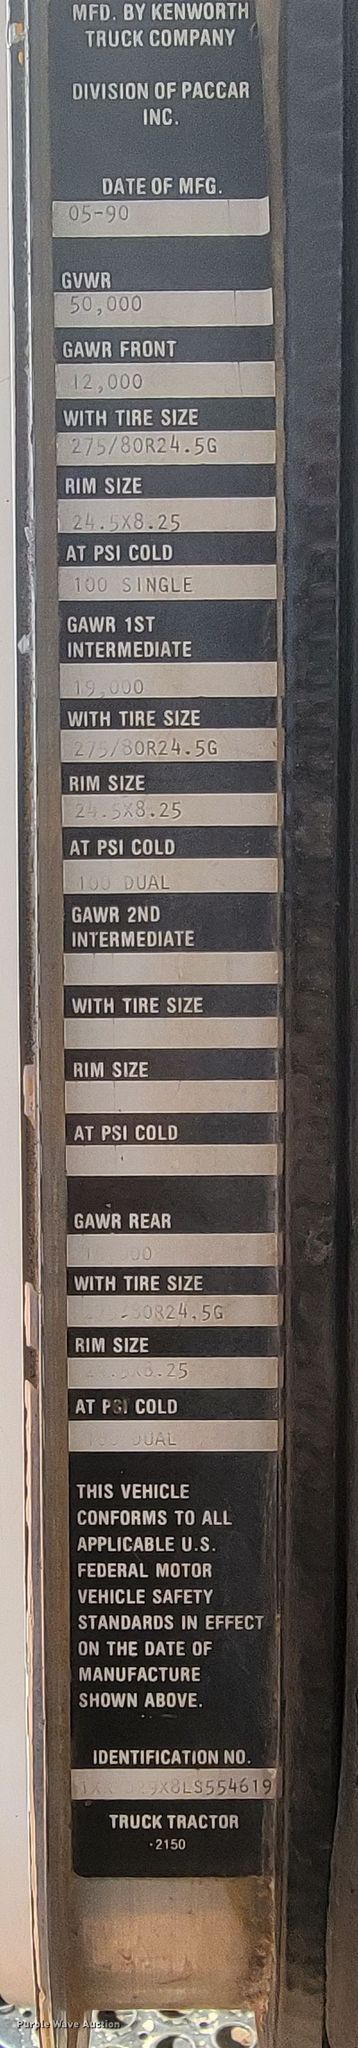 MFD. BY KENWORTH
TRUCK COMPANY
DIVISION OF PACCAR
INC.
DATE OF MFG.
05-90
GVWR
50,000
GAWR FRONT
12,000
WITH TIRE SIZE
275/80R24.5G
RIM SIZE
24.5X8.25
AT PSI COLD
100 SINGLE
GAWR 1ST
INTERMEDIATE
19,000
WITH TIRE SIZE
275/80R24.5G
RIM SIZE
24.5X8.25
AT PSI COLD
100 DUAL
GAWR 2ND
INTERMEDIATE
WITH TIRE SIZE
RIM SIZE
AT PSI COLD
GAWR REAR
WITH TIRE SIZE
RIM SIZE
AT PSI COLD
DUAL
THIS VEHICLE
CONFORMS TO ALL
APPLICABLE U.S.
FEDERAL MOTOR
VEHICLE SAFETY
STANDARDS IN EFFECT
ON THE DATE OF
MANUFACTURE
SHOWN ABOVE.
IDENTIFICATION NO.
TRUCK TRACTOR
·2150
Purple Wave Auction